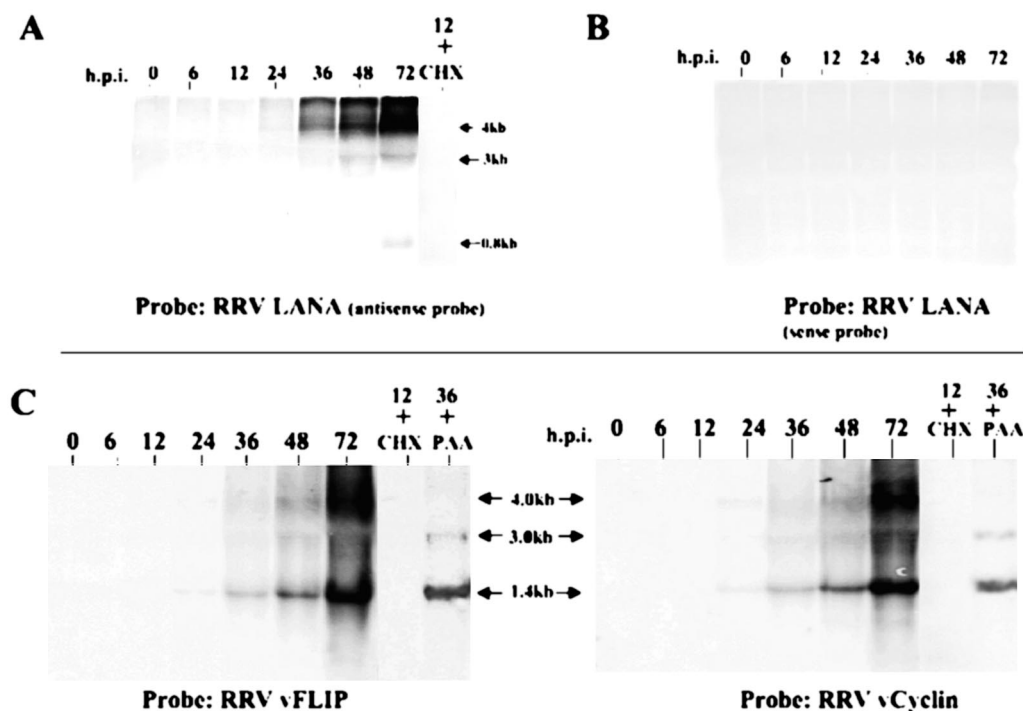 A
12
+
h.p.i. 0 6 12 24 36 48 72 CHX
4kb
3kb
0.8kb
Probe: RRV LANA (antisense probe)
B
h.p.i. 0 6 12 24 36 48 72
Probe: RRV LANA
(sense probe)
C
12 36
+ +
0 6 12 24 36 48 72 CHX PAA
4.0kb
3.0kb
1.4kb
Probe: RRV vFLIP
12 36
+ +
h.p.i. 0 6 12 24 36 48 72 CHX PAA
Probe: RRV vCyclin